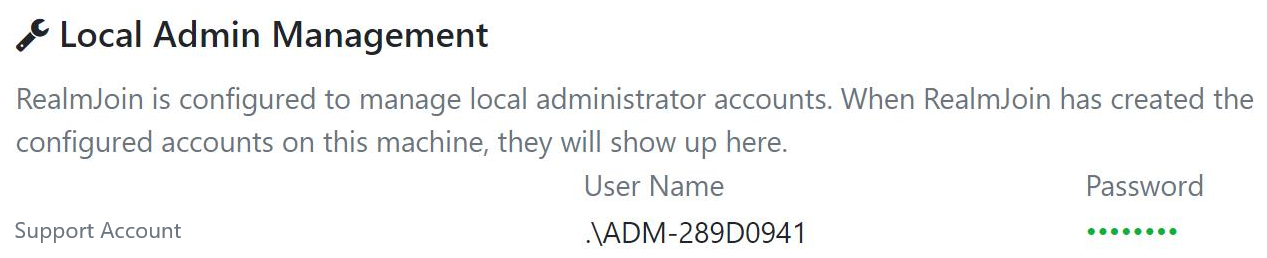 Local Admin Management
RealmJoin is configured to manage local administrator accounts. When RealmJoin has created the
configured accounts on this machine, they will show up here.
User Name Password
Support Account .\ADM-289D0941 ••••••••